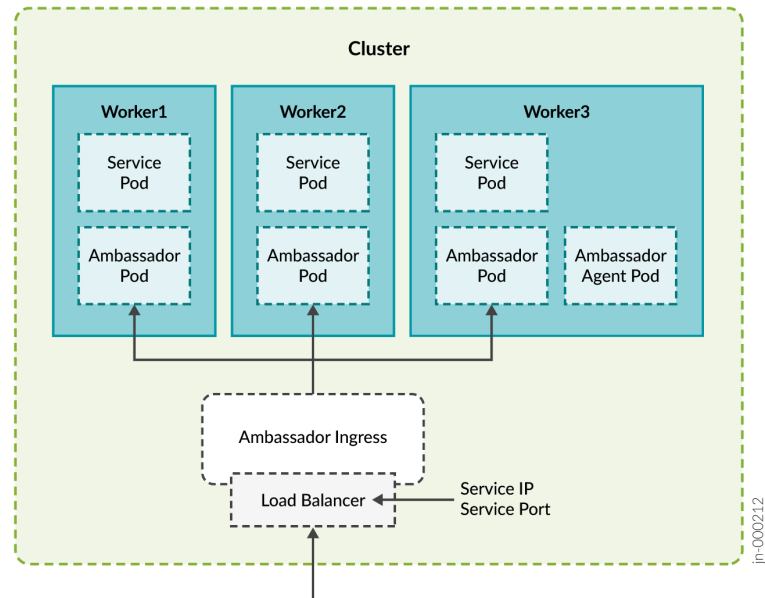 Cluster
Worker1
Worker2
Worker3
Service
Pod
Service
Pod
Service
Pod
Ambassador
Pod
Ambassador
Pod
Ambassador
Pod
Ambassador
Agent Pod
Ambassador Ingress
Load Balancer
Service IP
Service Port
jn-000212